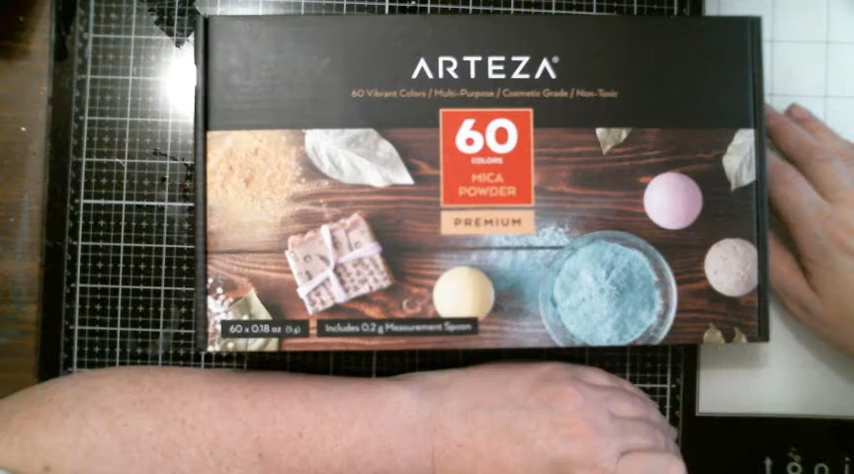 ARTEZA®
60 Vibrant Colors / Multi-Purpose / Cosmetic Grade / Non-Toxic
60
COLORS
MICA
POWDER
PREMIUM
60 x 0.18 oz (5 g)
Includes 0.2 g Measurement Spoon